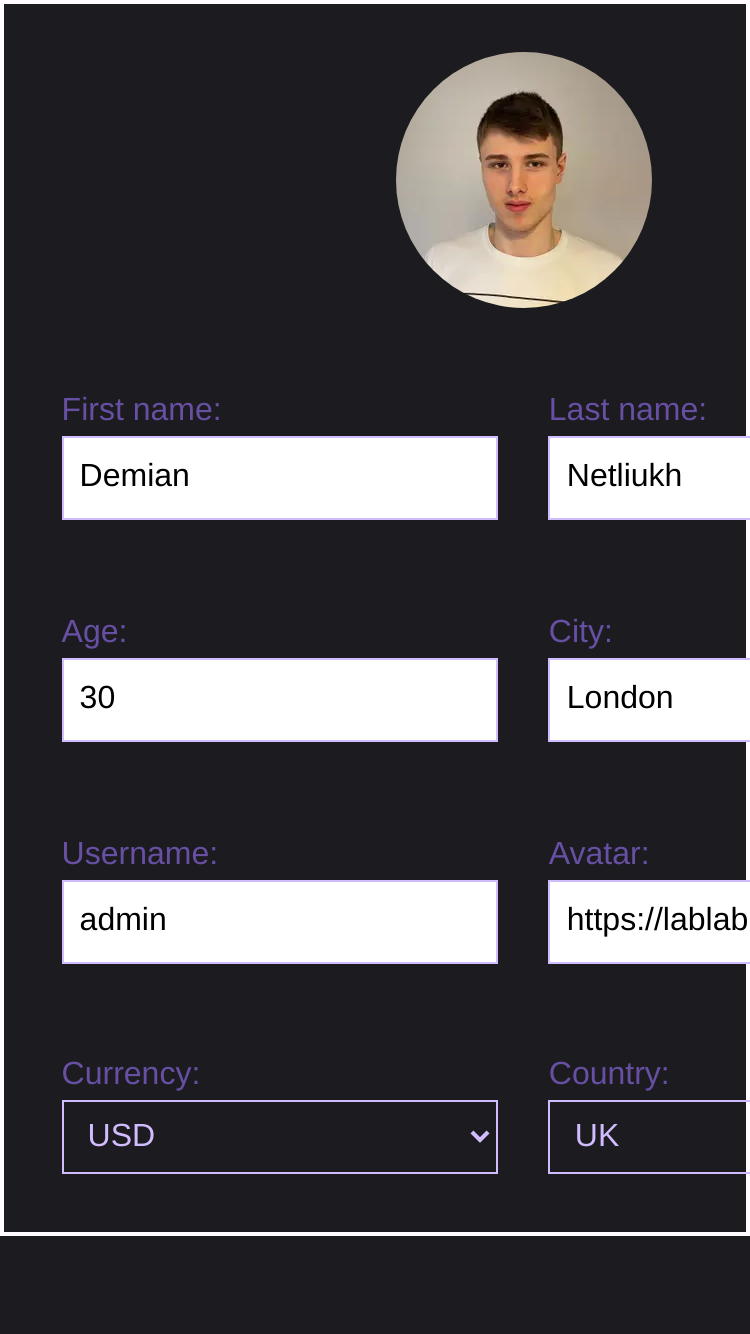 First name: Last name:
Demian Netliukh
Age: City:
30 London
Username: Avatar:
admin https://lablab
Currency: Country:
USD UK